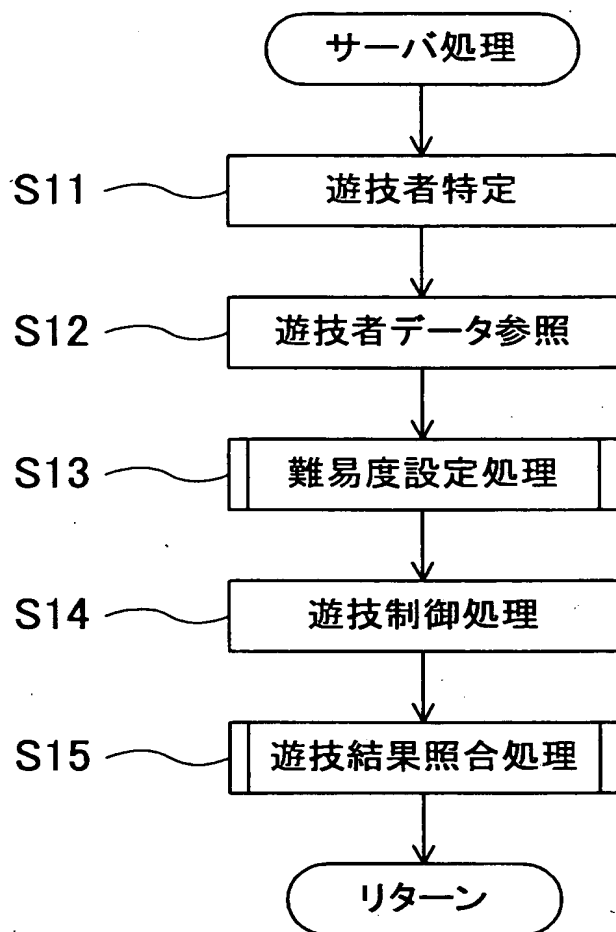 サーバ処理
S11 遊技者特定
S12 遊技者データ参照
S13 難易度設定処理
S14 遊技制御処理
S15 遊技結果照合処理
リターン